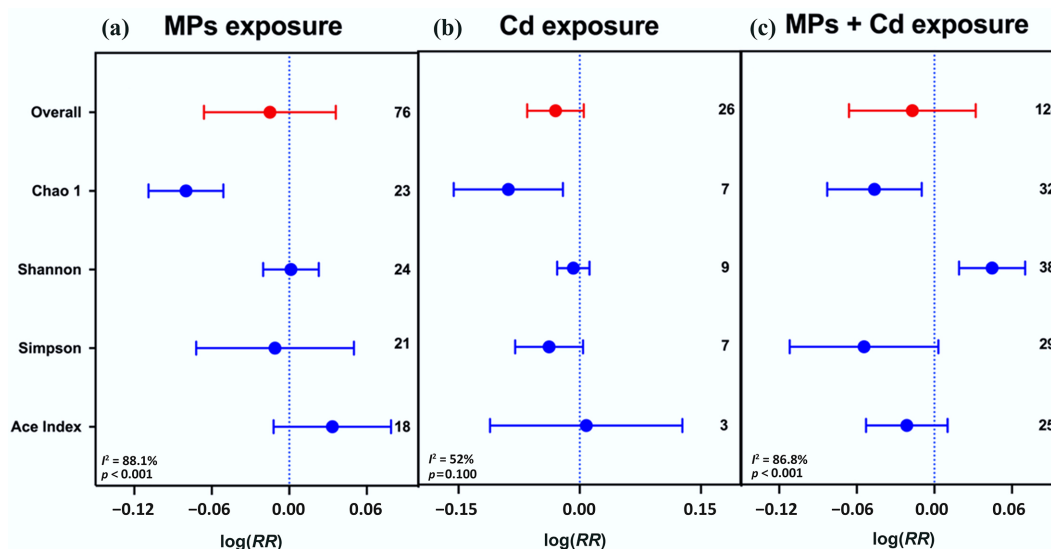 (a) MPs exposure (b) Cd exposure (c) MPs + Cd exposure
Overall 76 26
Chao 1 23 7 32
Shannon 24 9 38
Simpson 21 7 29
Ace Index 18 3 25
I² = 88.1% I² = 52% I² = 86.8%
p < 0.001 p = 0.100 p < 0.001
−0.12 −0.06 0.00 0.06 −0.15 0.00 0.15 −0.12 −0.06 0.00 0.06
log(RR) log(RR) log(RR)